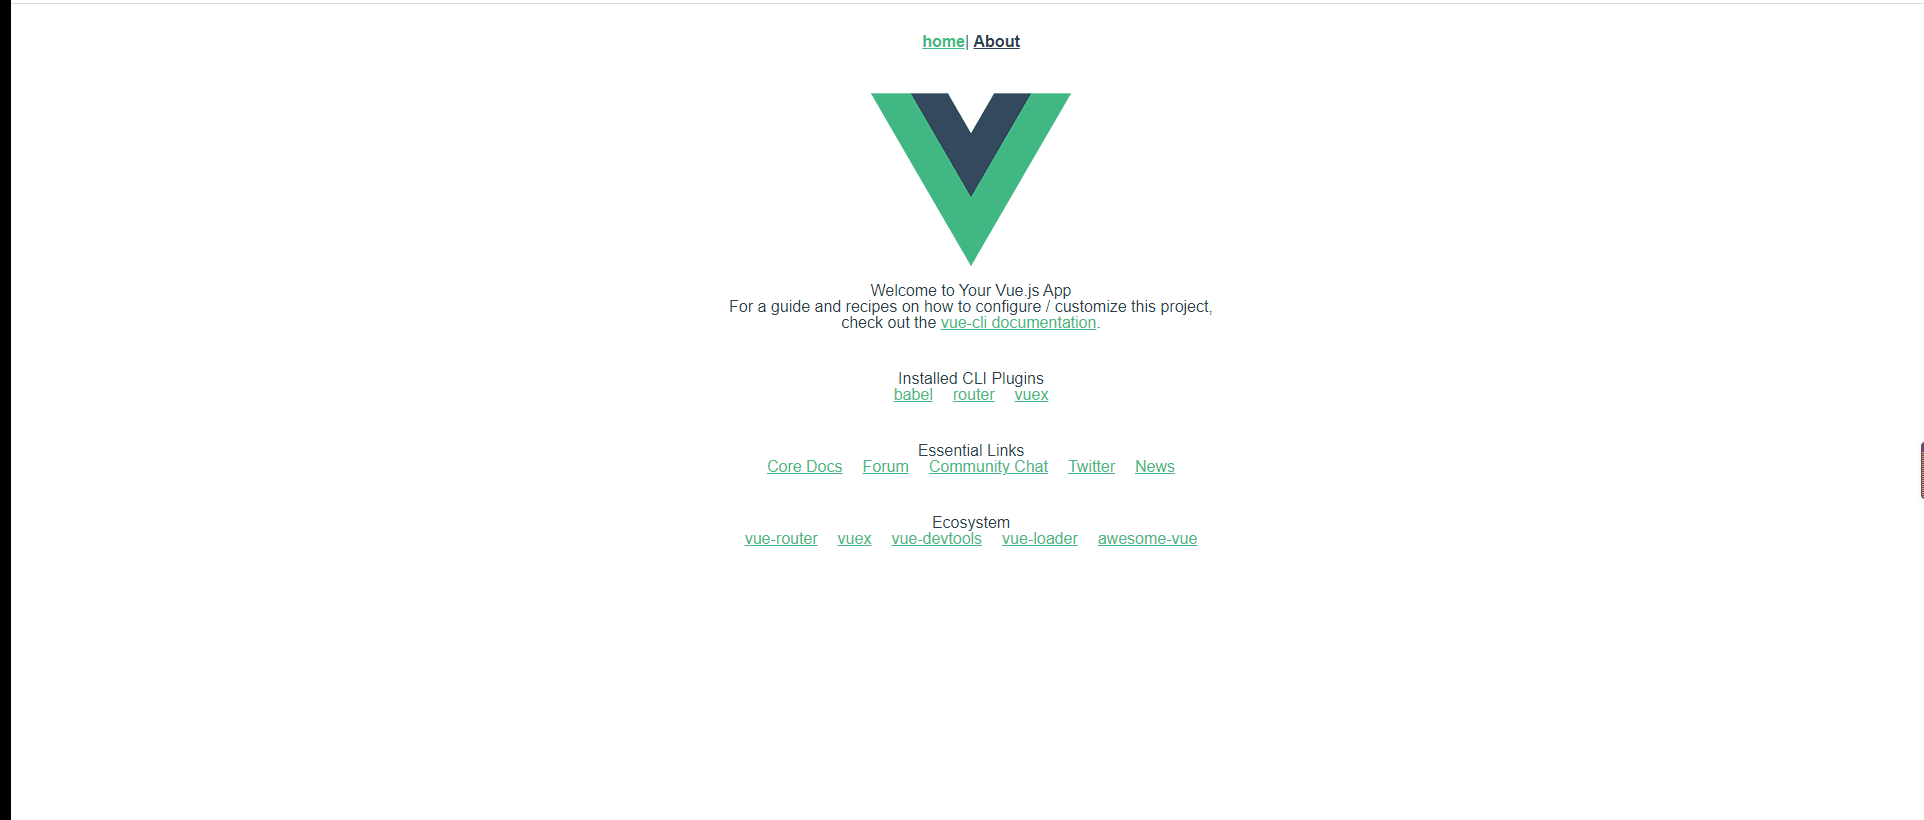 home| About
Welcome to Your Vue.js App
For a guide and recipes on how to configure / customize this project,
check out the vue-cli documentation.
Installed CLI Plugins
babel router vuex
Essential Links
Core Docs Forum Community Chat Twitter News
Ecosystem
vue-router vuex vue-devtools vue-loader awesome-vue